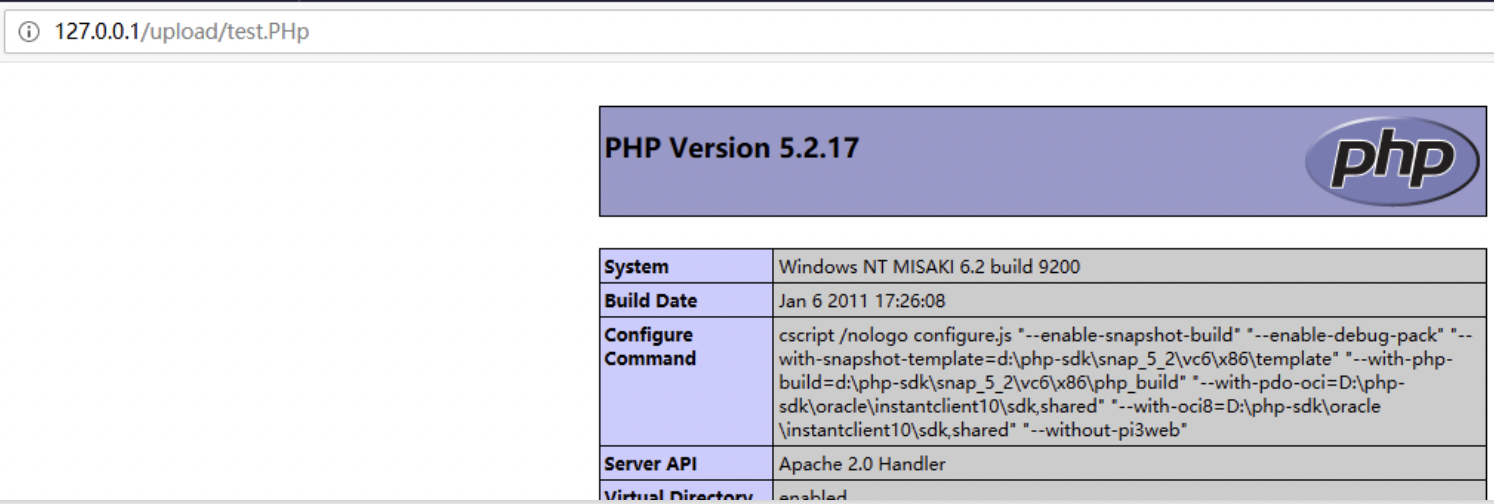 127.0.0.1/upload/test.PHp
PHP Version 5.2.17
php
System Windows NT MISAKI 6.2 build 9200
Build Date Jan 6 2011 17:26:08
Configure Command cscript /nologo configure.js "--enable-snapshot-build" "--enable-debug-pack" "--
with-snapshot-template=d:\php-sdk\snap_5_2\vc6\x86\template" "--with-php-
build=d:\php-sdk\snap_5_2\vc6\x86\php_build" "--with-pdo-oci=D:\php-
sdk\oracle\instantclient10\sdk,shared" "--with-oci8=D:\php-sdk\oracle
\instantclient10\sdk,shared" "--without-pi3web"
Server API Apache 2.0 Handler
Virtual Directory enabled